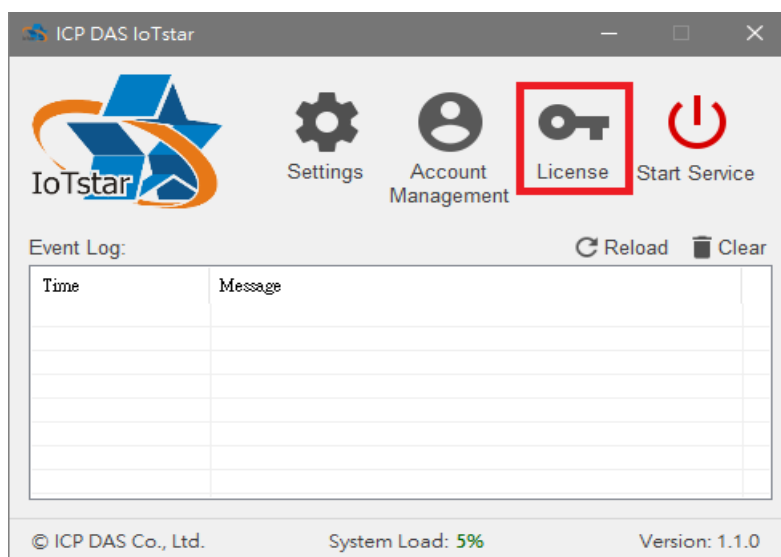 ICP DAS IoTstar
IoTstar
Settings
Account
Management
License
Start Service
Event Log:
Reload
Clear
Time Message
© ICP DAS Co., Ltd. System Load: 5% Version: 1.1.0